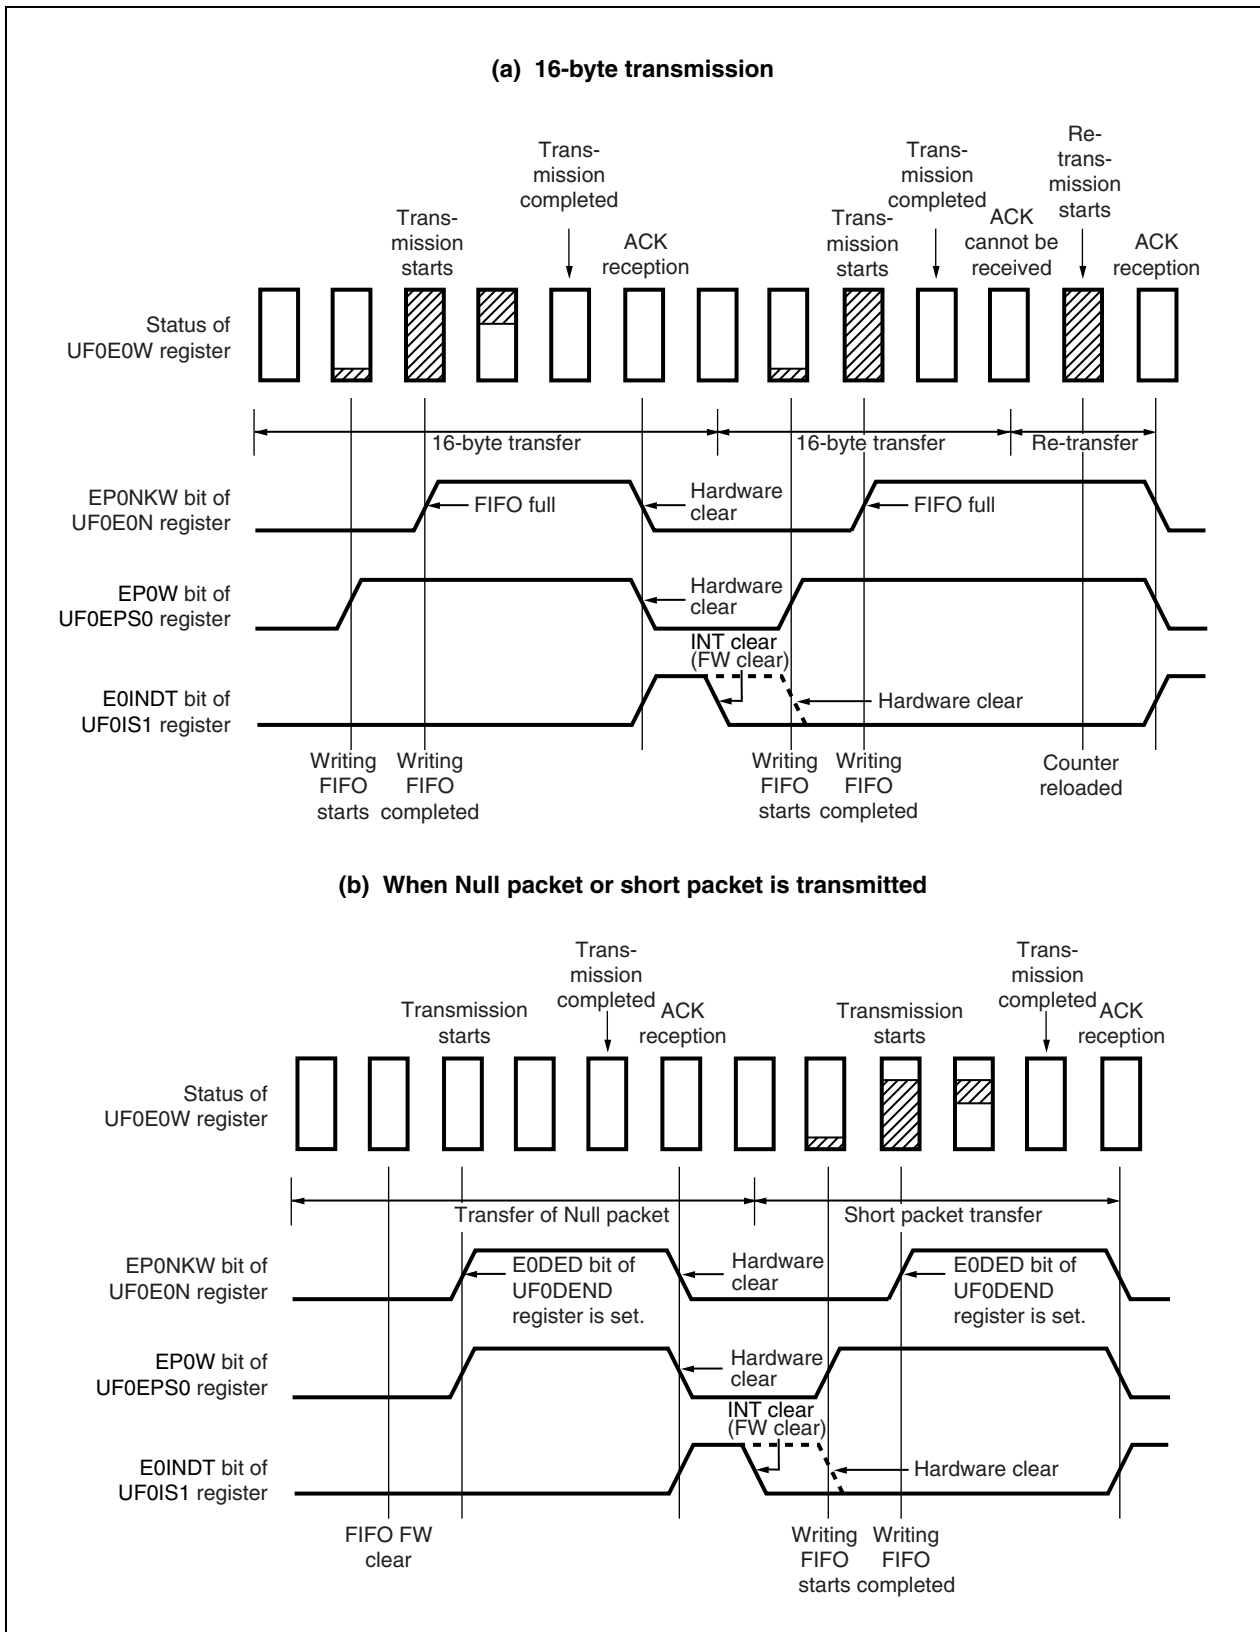 (a) 16-byte transmission
Trans-
mission
completed
Trans-
mission
completed
Re-
trans-
mission
starts
Trans-
mission
starts
ACK
reception
Trans-
mission
starts
ACK
cannot be
received
ACK
reception
Status of
UF0E0W register
16-byte transfer
16-byte transfer
Re-transfer
EP0NKW bit of
UF0E0N register
FIFO full
Hardware
clear
FIFO full
EP0W bit of
UF0EPS0 register
Hardware
clear
INT clear
(FW clear)
E0INDT bit of
UF0IS1 register
Hardware clear
Writing
FIFO
starts
Writing
FIFO
completed
Writing
FIFO
starts
Writing
FIFO
completed
Counter
reloaded
(b) When Null packet or short packet is transmitted
Trans-
mission
completed
Trans-
mission
completed
Transmission
starts
ACK
reception
Transmission
starts
ACK
reception
Status of
UF0E0W register
Transfer of Null packet
Short packet transfer
EP0NKW bit of
UF0E0N register
E0DED bit of
UF0DEND
register is set.
Hardware
clear
E0DED bit of
UF0DEND
register is set.
EP0W bit of
UF0EPS0 register
Hardware
clear
INT clear
(FW clear)
E0INDT bit of
UF0IS1 register
Hardware clear
FIFO FW
clear
Writing
FIFO
starts
Writing
FIFO
completed